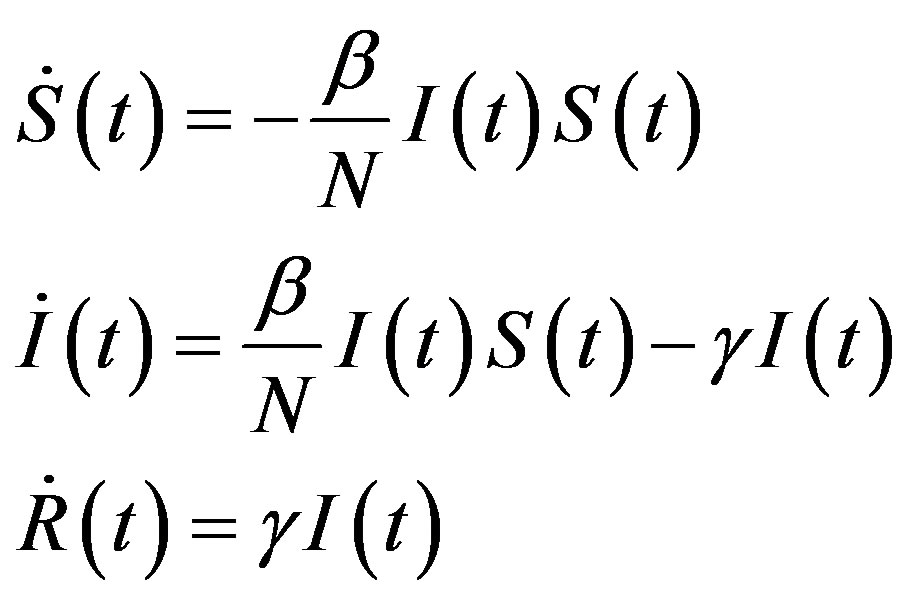 Ṡ(t) = −β/N I(t)S(t)
İ(t) = β/N I(t)S(t) − γI(t)
Ṙ(t) = γI(t)